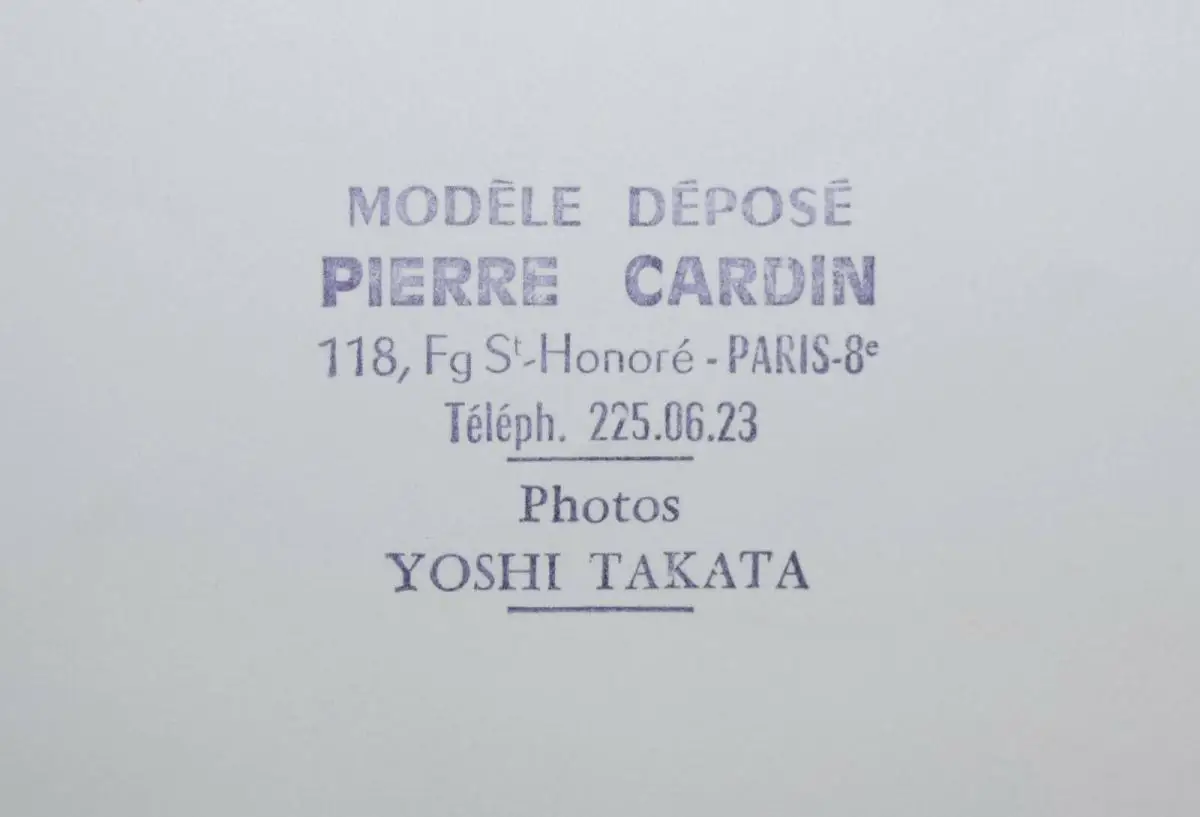 MODÈLE DÉPOSÉ
PIERRE CARDIN
118, Fg St-Honoré - PARIS-8e
Téléph. 225.06.23
Photos
YOSHI TAKATA